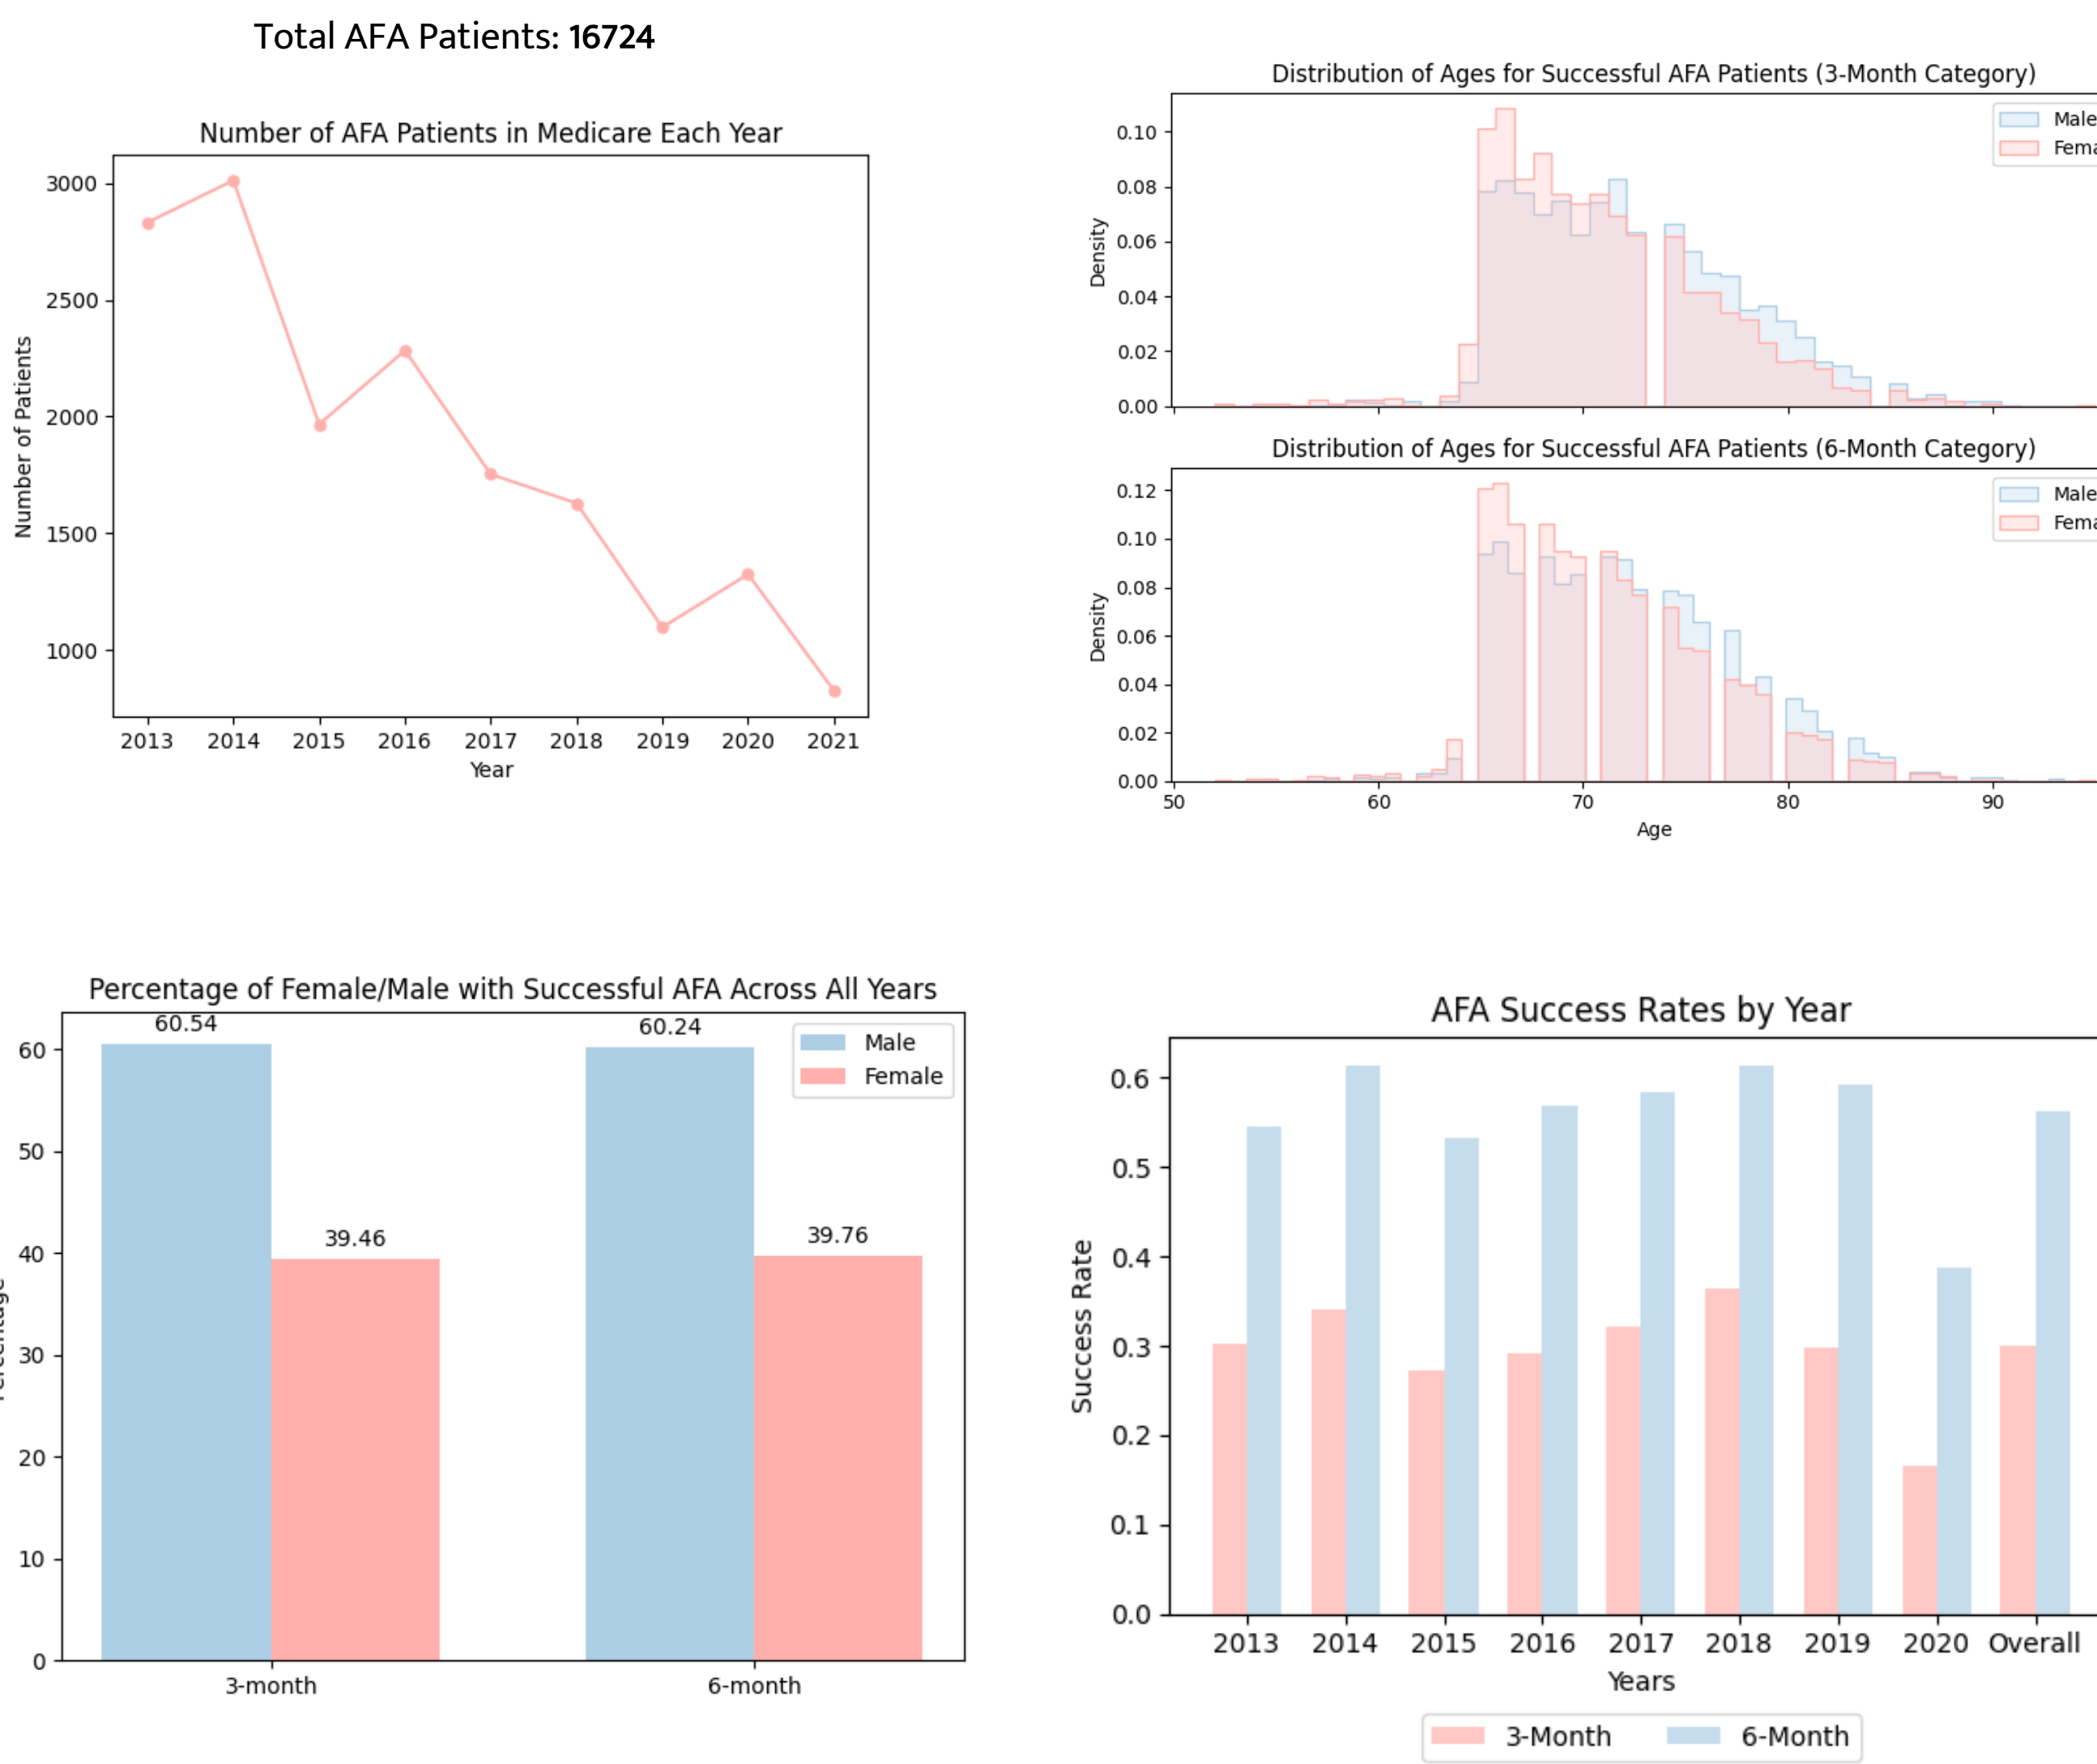 Total AFA Patients: 16724
Number of AFA Patients in Medicare Each Year
3000
2500
2000
1500
1000
Number of Patients
2013 2014 2015 2016 2017 2018 2019 2020 2021
Year
Distribution of Ages for Successful AFA Patients (3-Month Category)
Male
Fema
0.10
0.08
0.06
0.04
0.02
0.00
Density
Distribution of Ages for Successful AFA Patients (6-Month Category)
Male
Fema
0.12
0.10
0.08
0.06
0.04
0.02
0.00
Density
50 60 70 80 90
Age
Percentage of Female/Male with Successful AFA Across All Years
60.54
39.46
60.24
39.76
Male
Female
60
50
40
30
20
10
0
3-month 6-month
AFA Success Rates by Year
0.6
0.5
0.4
0.3
0.2
0.1
0.0
Success Rate
2013 2014 2015 2016 2017 2018 2019 2020 Overall
Years
3-Month 6-Month